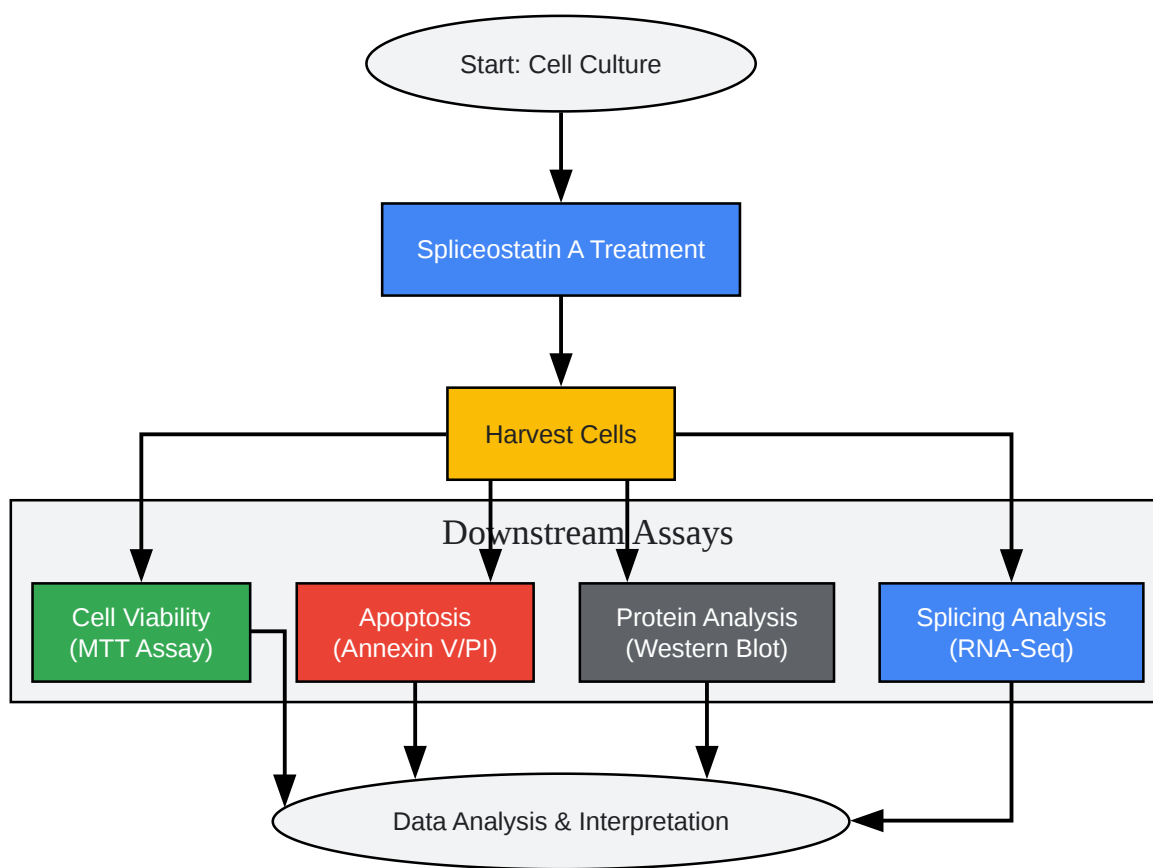 Start: Cell Culture
Spliceostatin A Treatment
Harvest Cells
Downstream Assays
Cell Viability
(MTT Assay)
Apoptosis
(Annexin V/PI)
Protein Analysis
(Western Blot)
Splicing Analysis
(RNA-Seq)
Data Analysis & Interpretation